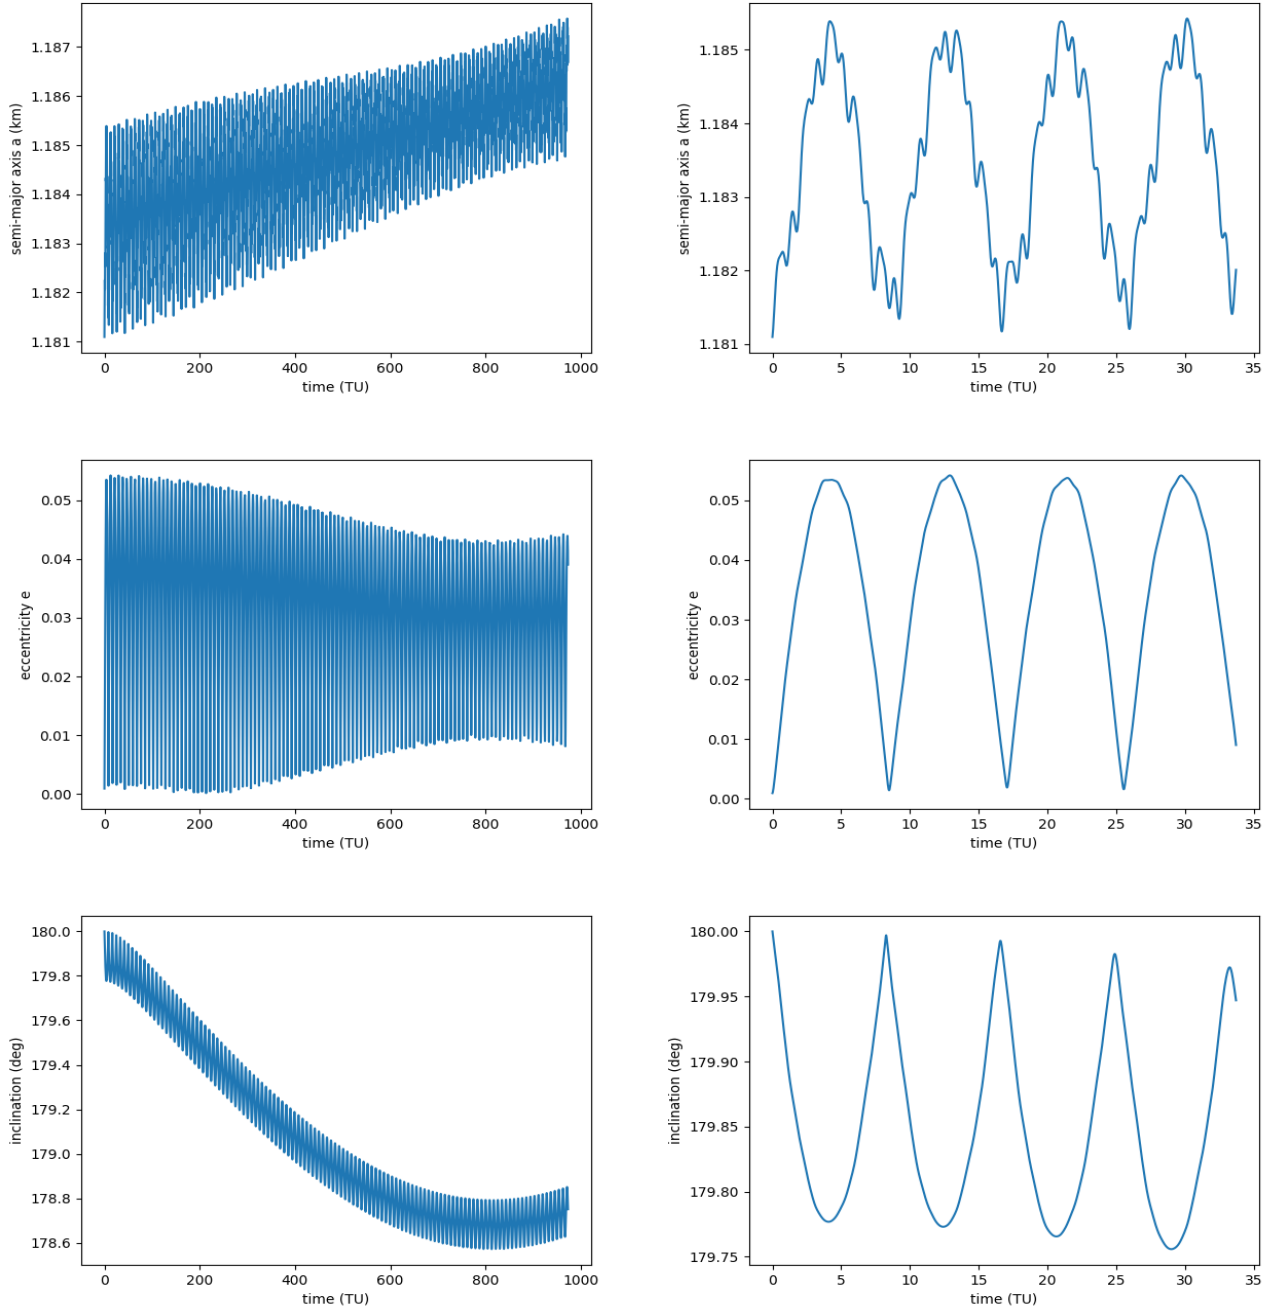 semi-major axis a (km)
1.187
1.186
1.185
1.184
1.183
1.182
1.181
0 200 400 600 800 1000
time (TU)
semi-major axis a (km)
1.185
1.184
1.183
1.182
1.181
0 5 10 15 20 25 30 35
time (TU)
eccentricity e
0.05
0.04
0.03
0.02
0.01
0.00
0 200 400 600 800 1000
time (TU)
eccentricity e
0.05
0.04
0.03
0.02
0.01
0.00
0 5 10 15 20 25 30 35
time (TU)
inclination (deg)
180.0
179.8
179.6
179.4
179.2
179.0
178.8
178.6
0 200 400 600 800 1000
time (TU)
inclination (deg)
180.00
179.95
179.90
179.85
179.80
179.75
0 5 10 15 20 25 30 35
time (TU)